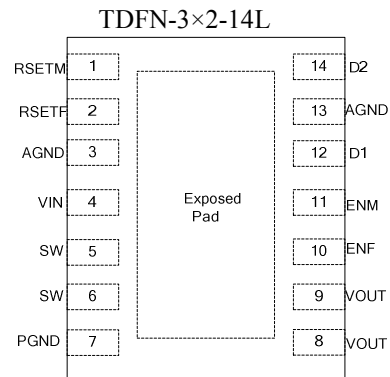 TDFN-3×2-14L
RSETM 1 14 D2
RSETF 2 13 AGND
AGND 3 12 D1
VIN 4 11 ENM
Exposed
Pad
SW 5 10 ENF
SW 6 9 VOUT
PGND 7 8 VOUT